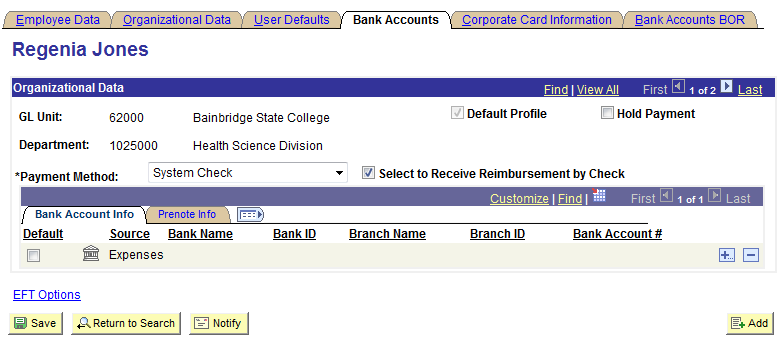 Employee Data Organizational Data User Defaults Bank Accounts Corporate Card Information Bank Accounts BOR
Regenia Jones
Organizational Data Find | View All First 1 of 2 Last
GL Unit: 62000 Bainbridge State College Default Profile Hold Payment
Department: 1025000 Health Science Division
*Payment Method: System Check Select to Receive Reimbursement by Check
Customize | Find | First 1 of 1 Last
Bank Account Info Prenote Info
Default Source Bank Name Bank ID Branch Name Branch ID Bank Account #
Expenses
EFT Options
Save Return to Search Notify Add